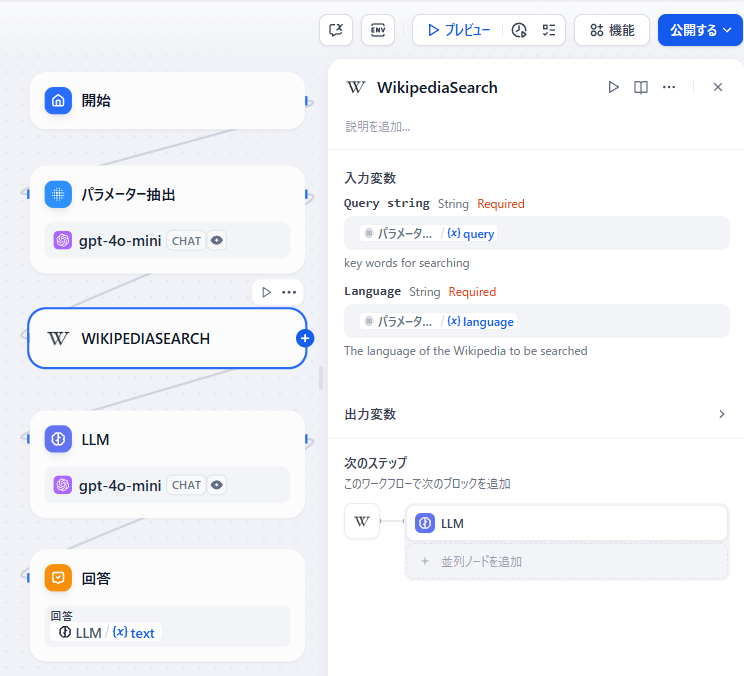 ENV
プレビュー
機能
公開する
開始
パラメーター抽出
gpt-4o-mini CHAT
WIKIPEDIASEARCH
LLM
gpt-4o-mini CHAT
回答
回答
LLM / {x} text
WikipediaSearch
説明を追加...
入力変数
Query string String Required
パラメータ... / {x} query
key words for searching
Language String Required
パラメータ... / {x} language
The language of the Wikipedia to be searched
出力変数
次のステップ
このワークフローで次のブロックを追加
W
LLM
+ 並列ノードを追加